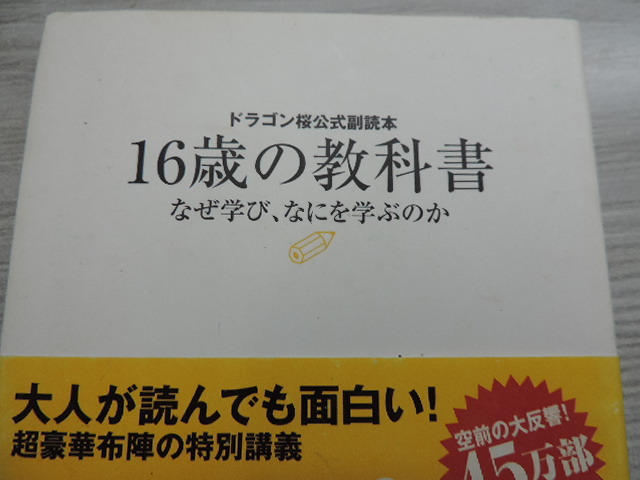 ドラゴン桜公式副読本
16歳の教科書
なぜ学び、なにを学ぶのか
大人が読んでも面白い!
超豪華布陣の特別講義
空前の大反響!
45万部